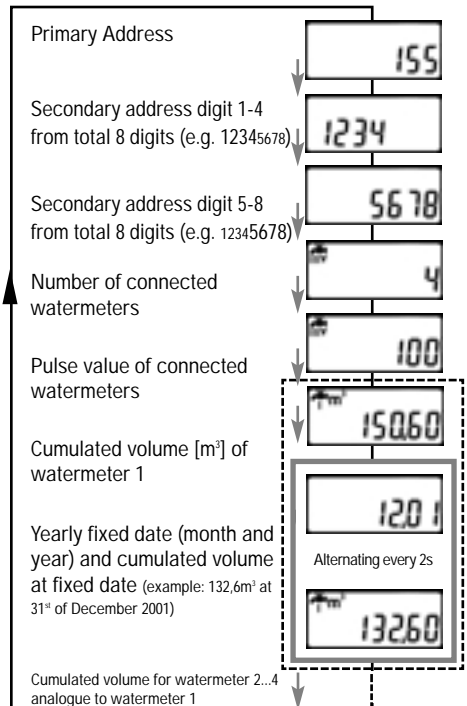 Primary Address
155
Secondary address digit 1-4
from total 8 digits (e.g. 12345678)
1234
Secondary address digit 5-8
from total 8 digits (e.g. 12345678)
5678
Number of connected
watermeters
4
Pulse value of connected
watermeters
100
Cumulated volume [m³] of
watermeter 1
m³
150,60
Yearly fixed date (month and
year) and cumulated volume
at fixed date (example: 132,6m³ at
31st of December 2001)
12,01
Alternating every 2s
m³
132,60
Cumulated volume for watermeter 2...4
analogue to watermeter 1